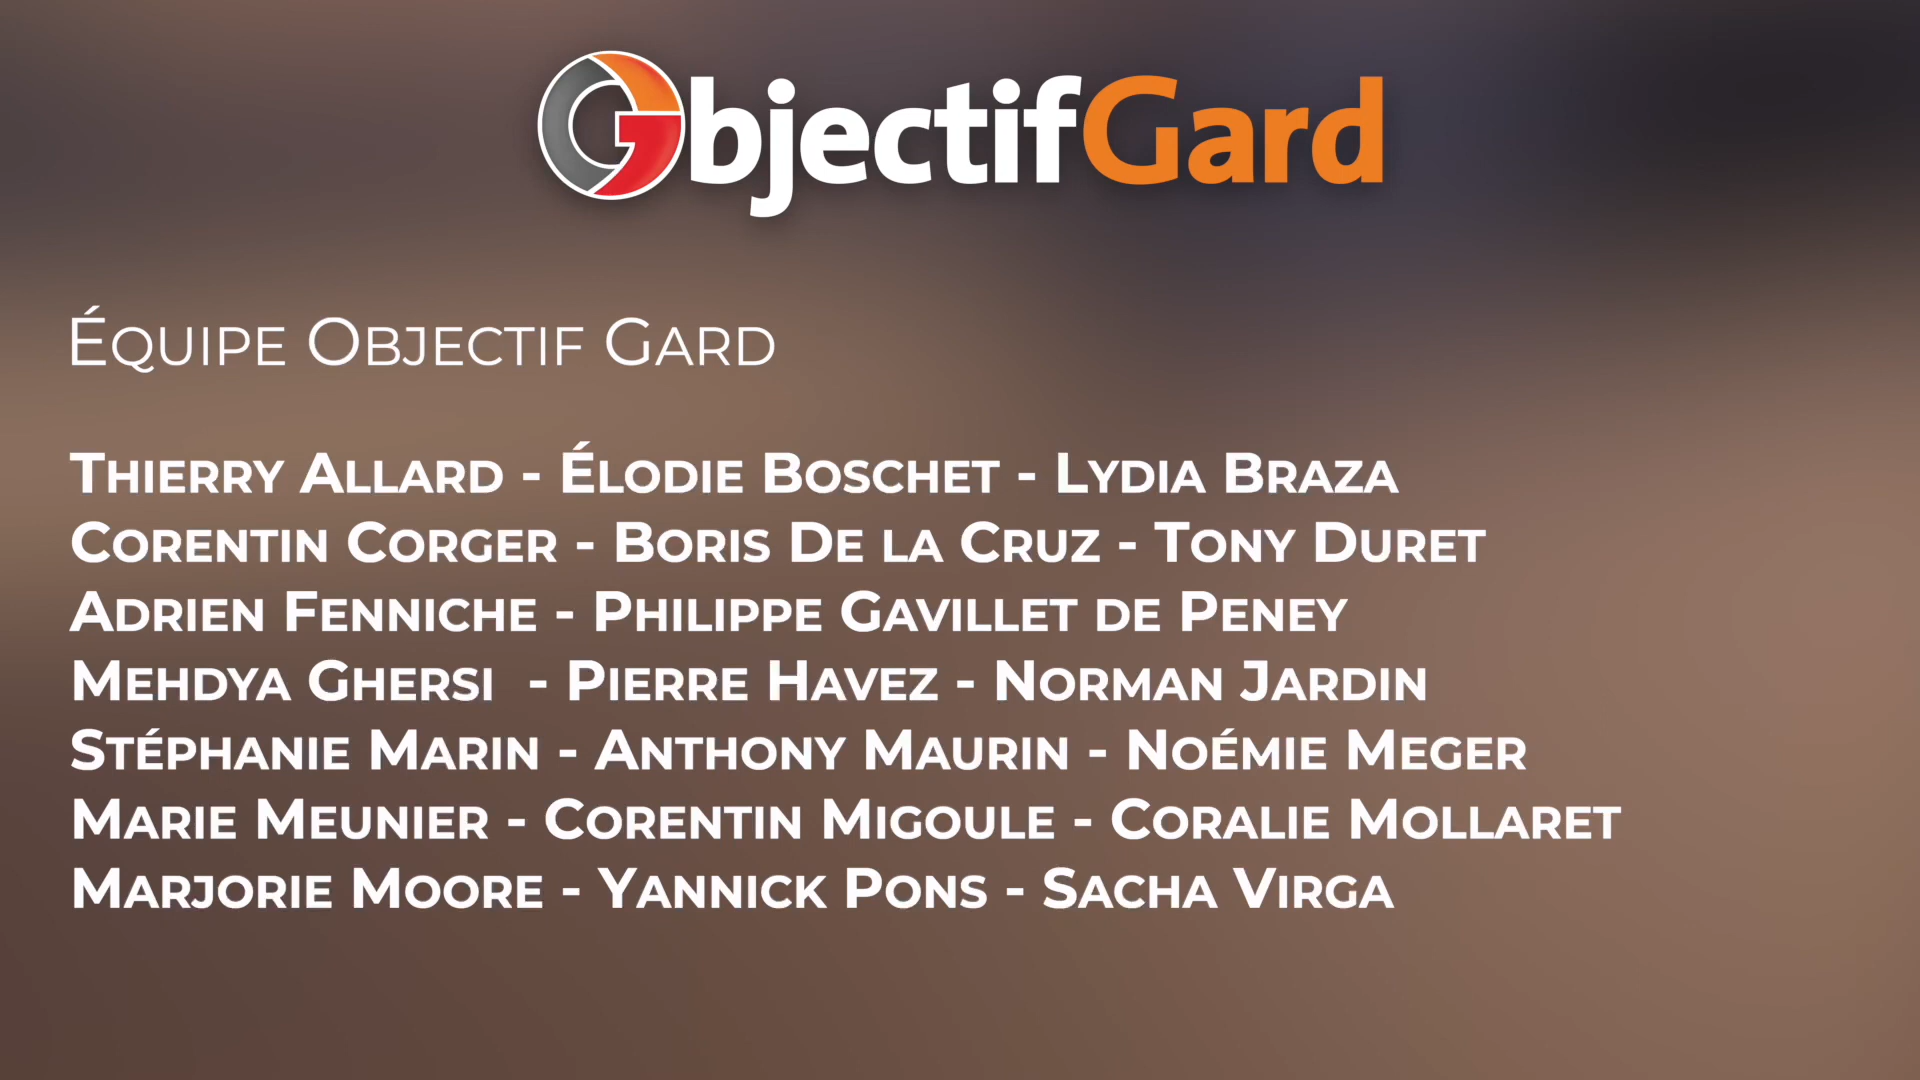 ObjectifGard
Équipe Objectif Gard
Thierry Allard - Élodie Boschet - Lydia Braza
Corentin Corger - Boris De la Cruz - Tony Duret
Adrien Fenniche - Philippe Gavillet de Peney
Mehdya Ghersi - Pierre Havez - Norman Jardin
Stéphanie Marin - Anthony Maurin - Noémie Meger
Marie Meunier - Corentin Migoule - Coralie Mollaret
Marjorie Moore - Yannick Pons - Sacha Virga